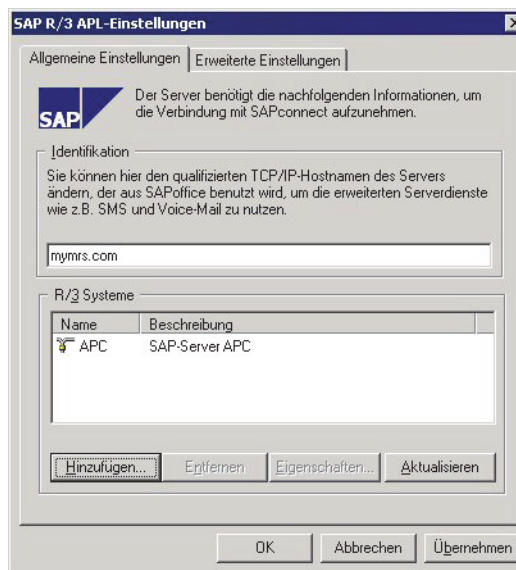 SAP R/3 APL-Einstellungen
Allgemeine Einstellungen
Erweiterte Einstellungen
SAP
Der Server benötigt die nachfolgenden Informationen, um
die Verbindung mit SAPconnect aufzunehmen.
Identifikation
Sie können hier den qualifizierten TCP/IP-Hostnamen des Servers
ändern, der aus SAPoffice benutzt wird, um die erweiterten Serverdienste
wie z.B. SMS und Voice-Mail zu nutzen.
mymrs.com
R/3 Systeme
Name Beschreibung
APC SAP-Server APC
Hinzufügen... Entfernen Eigenschaften... Aktualisieren
OK Abbrechen Übernehmen